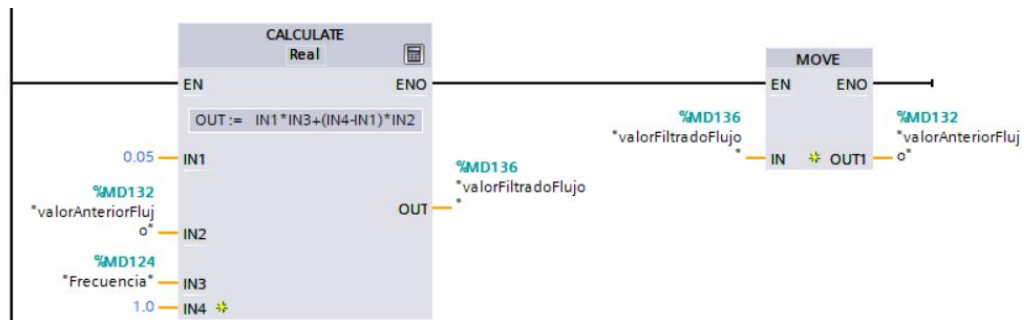 CALCULATE
Real
EN
ENO
OUT := IN1*IN3+(IN4-IN1)*IN2
0.05
IN1
%MD132
"valorAnteriorFluj
o"
IN2
%MD124
"Frecuencia"
IN3
1.0
IN4
%MD136
"valorFiltradoFlujo
"
OUT
MOVE
EN
ENO
%MD136
"valorFiltradoFlujo
"
IN
OUT1
%MD132
"valorAnteriorFluj
o"